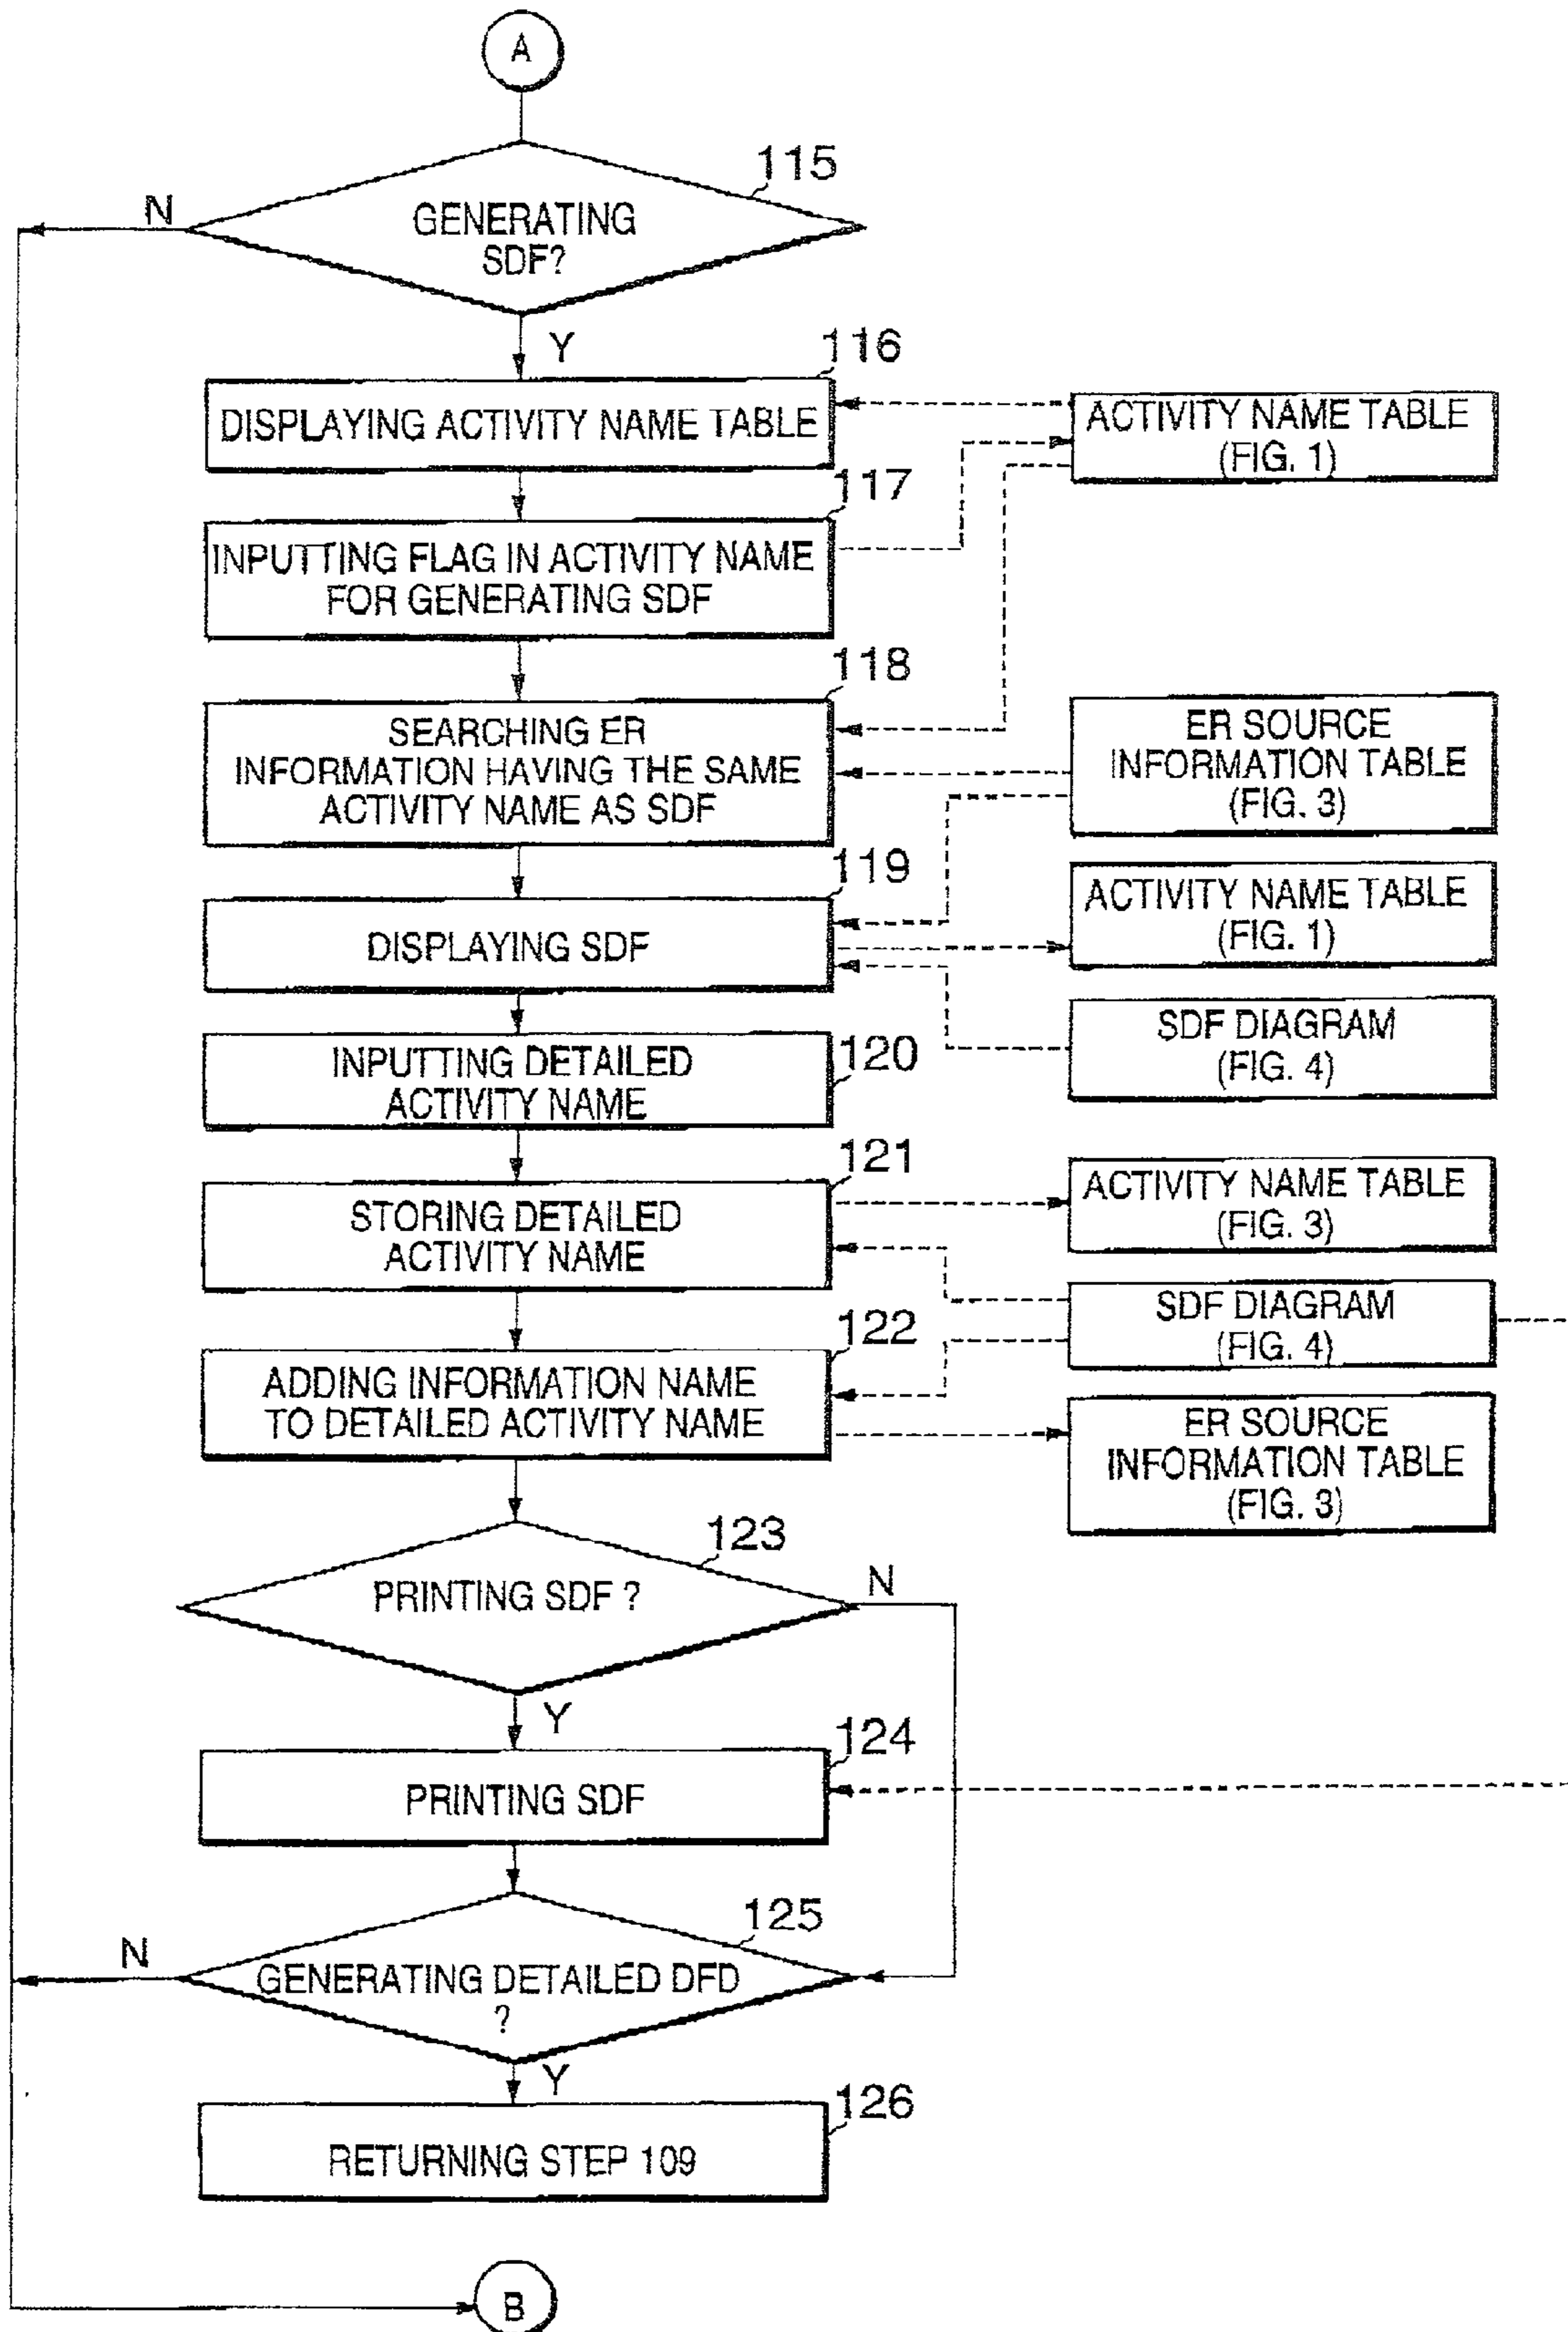 A
115
N
GENERATING
SDF?
Y
116
DISPLAYING ACTIVITY NAME TABLE
ACTIVITY NAME TABLE
(FIG. 1)
117
INPUTTING FLAG IN ACTIVITY NAME
FOR GENERATING SDF
118
SEARCHING ER
INFORMATION HAVING THE SAME
ACTIVITY NAME AS SDF
ER SOURCE
INFORMATION TABLE
(FIG. 3)
119
DISPLAYING SDF
ACTIVITY NAME TABLE
(FIG. 1)
SDF DIAGRAM
(FIG. 4)
120
INPUTTING DETAILED
ACTIVITY NAME
121
STORING DETAILED
ACTIVITY NAME
ACTIVITY NAME TABLE
(FIG. 3)
SDF DIAGRAM
(FIG. 4)
122
ADDING INFORMATION NAME
TO DETAILED ACTIVITY NAME
ER SOURCE
INFORMATION TABLE
(FIG. 3)
123
PRINTING SDF ?
N
Y
124
PRINTING SDF
125
N
GENERATING DETAILED DFD
?
Y
126
RETURNING STEP 109
B